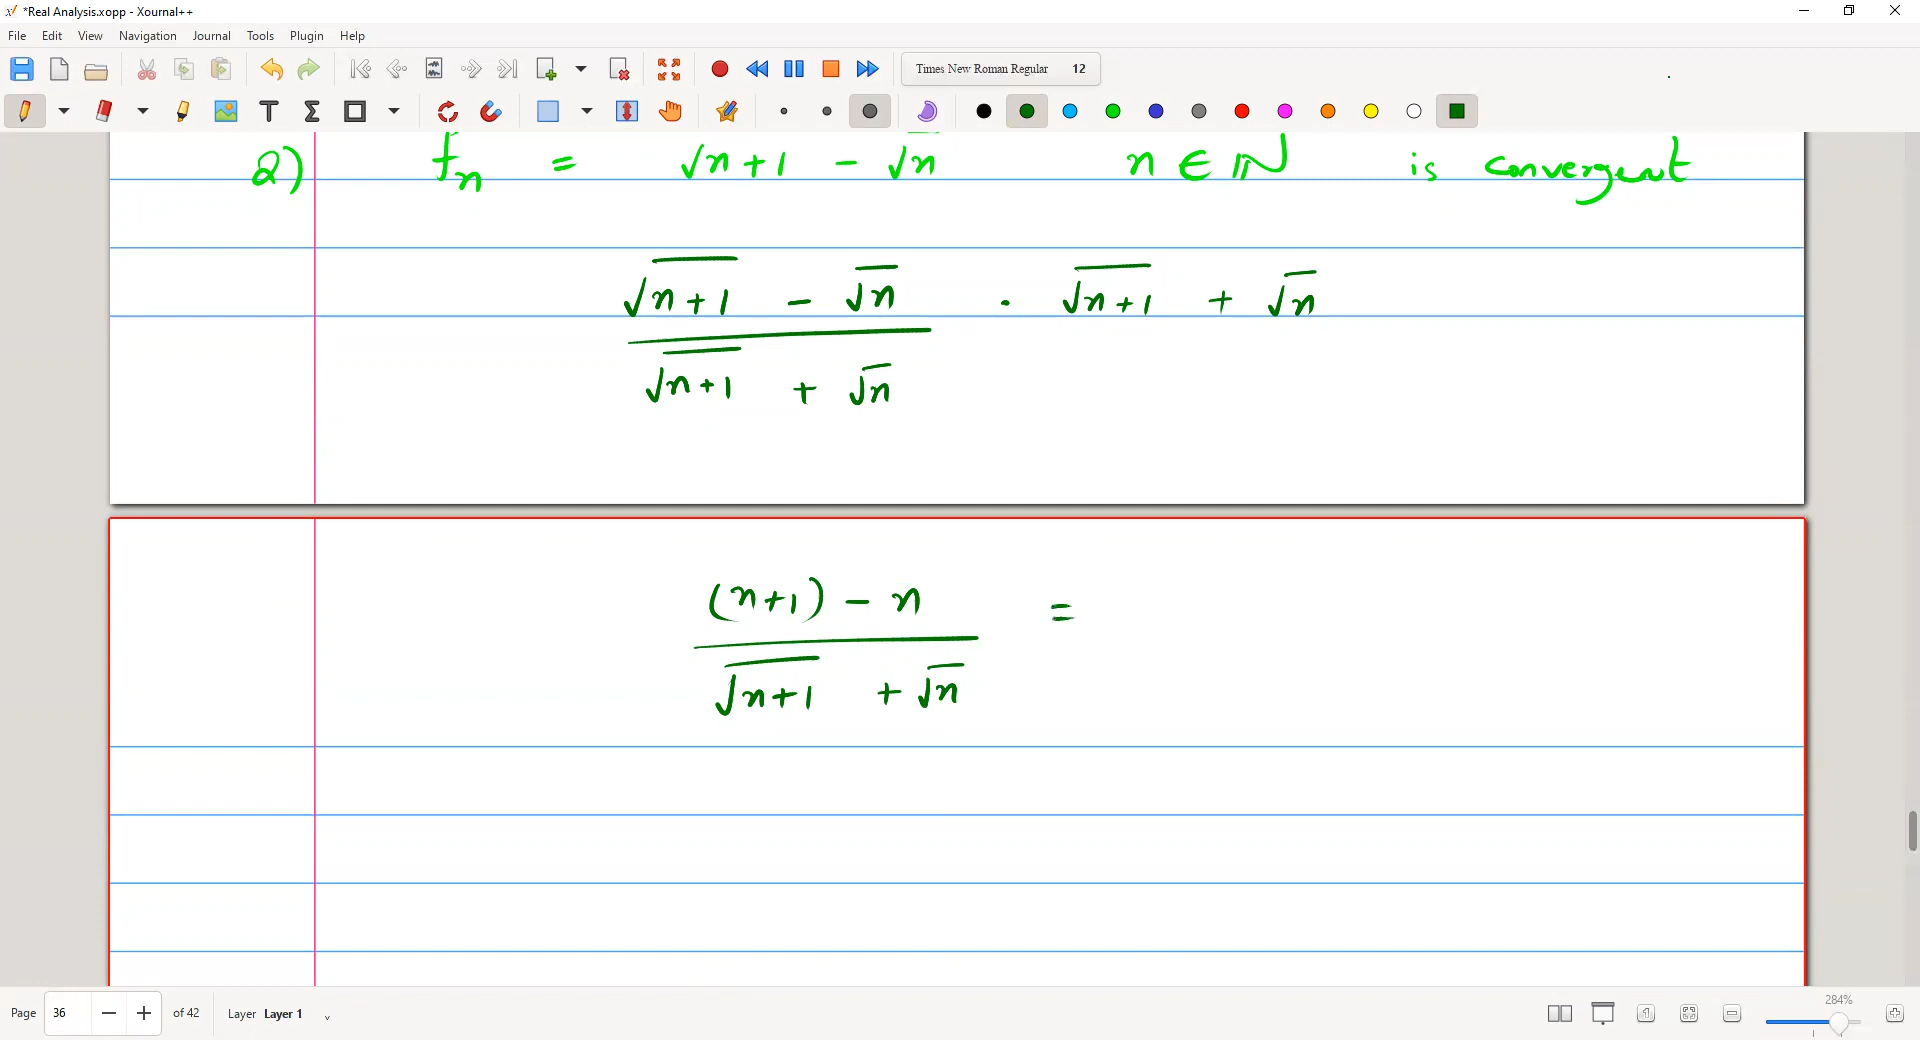 *Real Analysis.xopp - Xournal++
File Edit View Navigation Journal Tools Plugin Help
Times New Roman Regular 12
2) fn = √n+1 - √n n ∈ ℕ is convergent
√n+1 - √n . √n+1 + √n
√n+1 + √n
(n+1) - n =
√n+1 + √n
Page 36 of 42 Layer Layer 1
284%